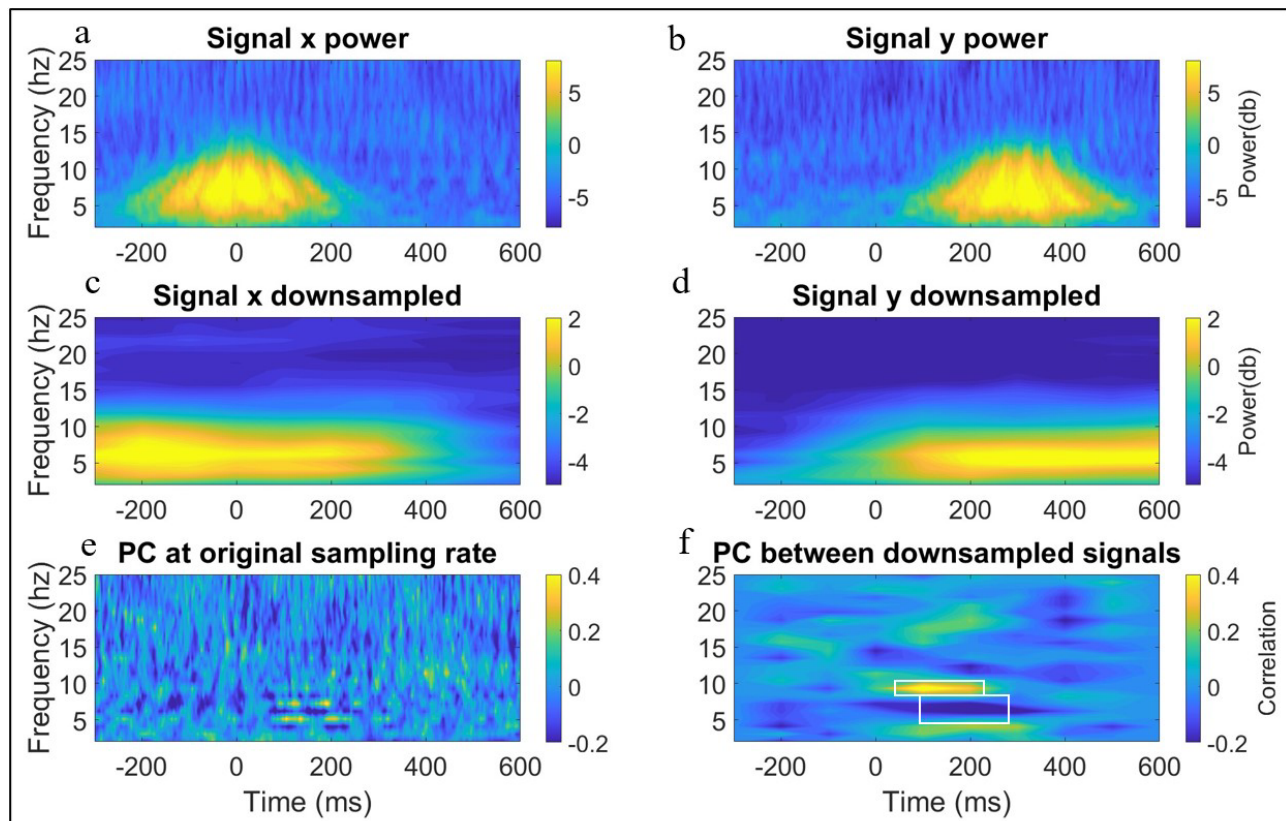 a
Signal x power
b
Signal y power
Frequency (hz)
25
20
15
10
5
-200 0 200 400 600
5
0
-5
25
20
15
10
5
-200 0 200 400 600
5
0
-5
Power(db)
c
Signal x downsampled
d
Signal y downsampled
Frequency (hz)
25
20
15
10
5
-200 0 200 400 600
2
0
-2
-4
25
20
15
10
5
-200 0 200 400 600
2
0
-2
-4
Power(db)
e
PC at original sampling rate
f
PC between downsampled signals
Frequency (hz)
25
20
15
10
5
-200 0 200 400 600
Time (ms)
0.4
0.2
0
-0.2
25
20
15
10
5
-200 0 200 400 600
Time (ms)
0.4
0.2
0
-0.2
Correlation